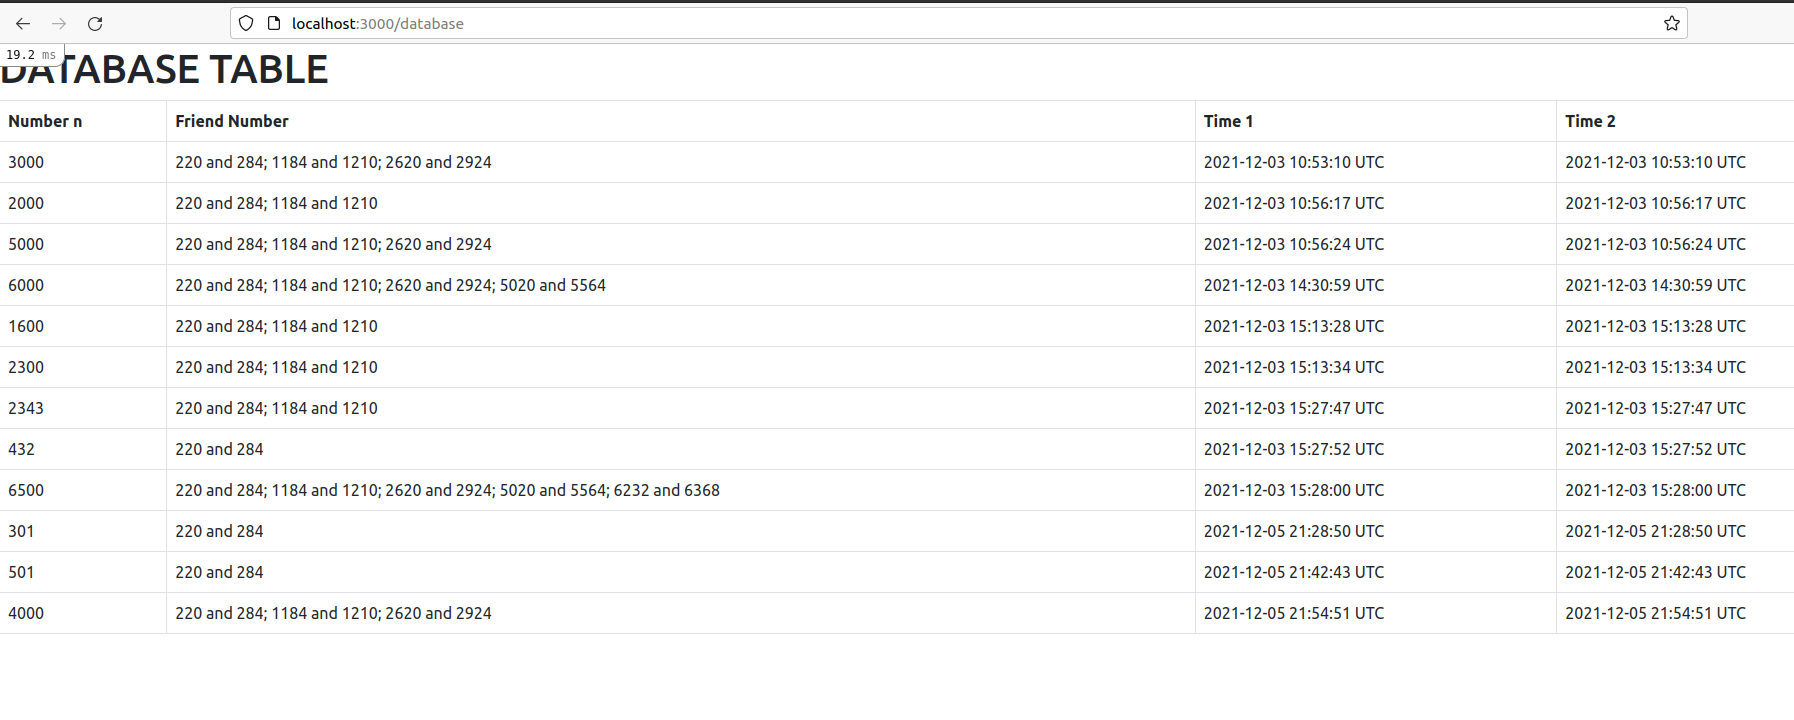 localhost:3000/database
19.2 ms
DATABASE TABLE
Number n Friend Number Time 1 Time 2
3000 220 and 284; 1184 and 1210; 2620 and 2924 2021-12-03 10:53:10 UTC 2021-12-03 10:53:10 UTC
2000 220 and 284; 1184 and 1210 2021-12-03 10:56:17 UTC 2021-12-03 10:56:17 UTC
5000 220 and 284; 1184 and 1210; 2620 and 2924 2021-12-03 10:56:24 UTC 2021-12-03 10:56:24 UTC
6000 220 and 284; 1184 and 1210; 2620 and 2924; 5020 and 5564 2021-12-03 14:30:59 UTC 2021-12-03 14:30:59 UTC
1600 220 and 284; 1184 and 1210 2021-12-03 15:13:28 UTC 2021-12-03 15:13:28 UTC
2300 220 and 284; 1184 and 1210 2021-12-03 15:13:34 UTC 2021-12-03 15:13:34 UTC
2343 220 and 284; 1184 and 1210 2021-12-03 15:27:47 UTC 2021-12-03 15:27:47 UTC
432 220 and 284 2021-12-03 15:27:52 UTC 2021-12-03 15:27:52 UTC
6500 220 and 284; 1184 and 1210; 2620 and 2924; 5020 and 5564; 6232 and 6368 2021-12-03 15:28:00 UTC 2021-12-03 15:28:00 UTC
301 220 and 284 2021-12-05 21:28:50 UTC 2021-12-05 21:28:50 UTC
501 220 and 284 2021-12-05 21:42:43 UTC 2021-12-05 21:42:43 UTC
4000 220 and 284; 1184 and 1210; 2620 and 2924 2021-12-05 21:54:51 UTC 2021-12-05 21:54:51 UTC